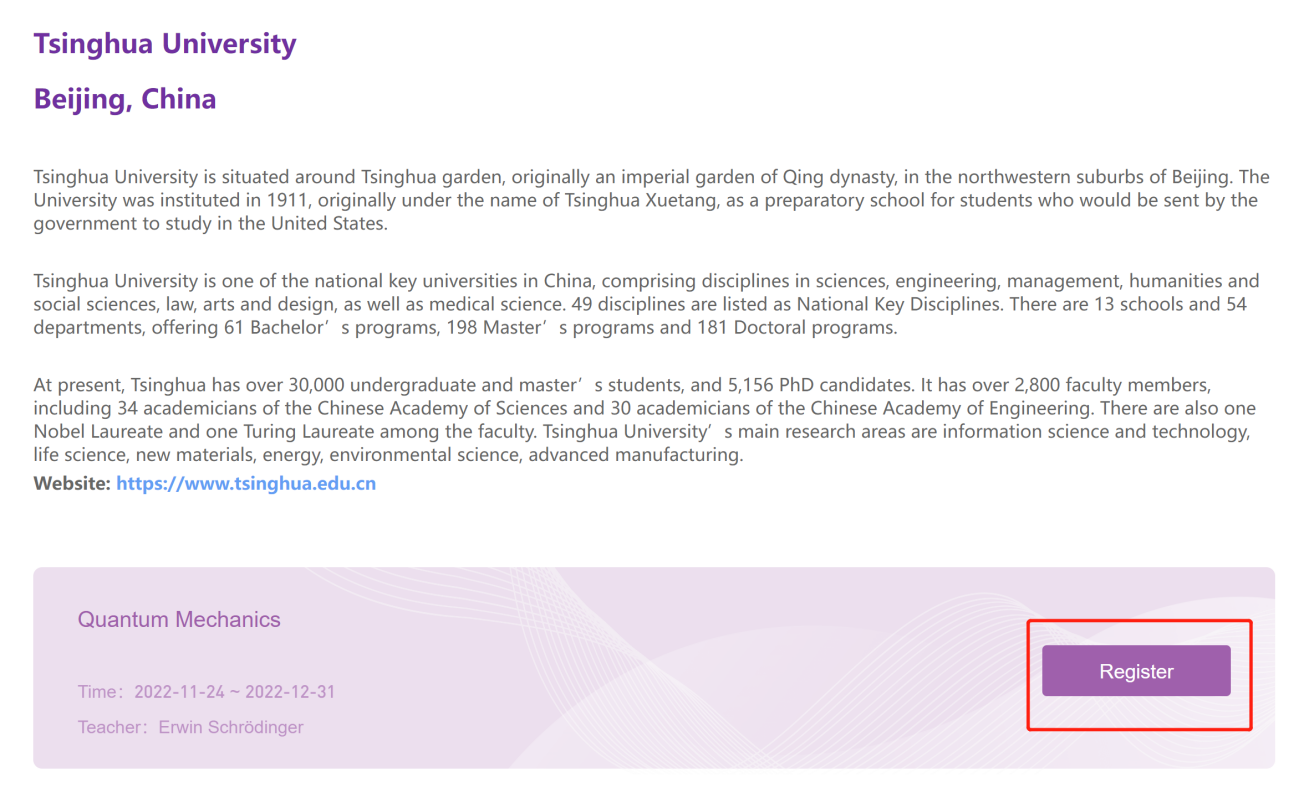 Tsinghua University
Beijing, China
Tsinghua University is situated around Tsinghua garden, originally an imperial garden of Qing dynasty, in the northwestern suburbs of Beijing. The
University was instituted in 1911, originally under the name of Tsinghua Xuetang, as a preparatory school for students who would be sent by the
government to study in the United States.
Tsinghua University is one of the national key universities in China, comprising disciplines in sciences, engineering, management, humanities and
social sciences, law, arts and design, as well as medical science. 49 disciplines are listed as National Key Disciplines. There are 13 schools and 54
departments, offering 61 Bachelor’s programs, 198 Master’s programs and 181 Doctoral programs.
At present, Tsinghua has over 30,000 undergraduate and master’s students, and 5,156 PhD candidates. It has over 2,800 faculty members,
including 34 academicians of the Chinese Academy of Sciences and 30 academicians of the Chinese Academy of Engineering. There are also one
Nobel Laureate and one Turing Laureate among the faculty. Tsinghua University’s main research areas are information science and technology,
life science, new materials, energy, environmental science, advanced manufacturing.
Website: https://www.tsinghua.edu.cn
Quantum Mechanics
Register
Time：2022-11-24 ~ 2022-12-31
Teacher：Erwin Schrödinger